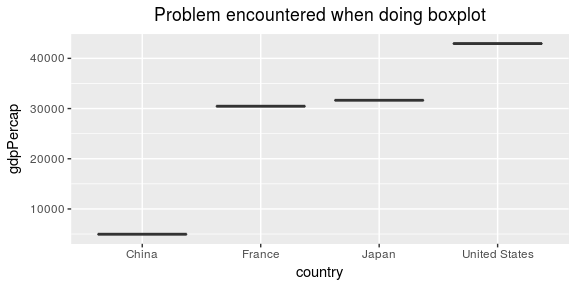 Problem encountered when doing boxplot
gdpPercap
40000
30000
20000
10000
China France Japan United States
country